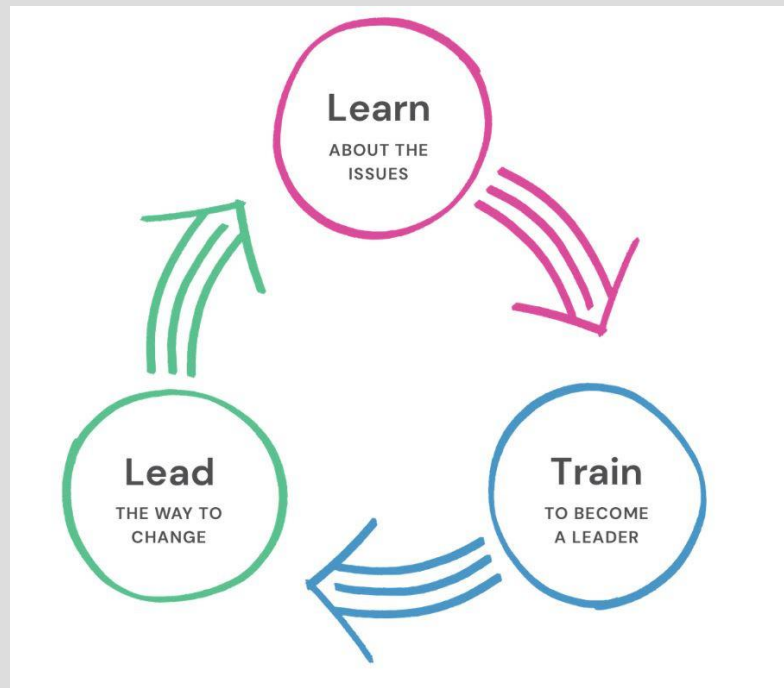 Learn
ABOUT THE
ISSUES
Train
TO BECOME
A LEADER
Lead
THE WAY TO
CHANGE